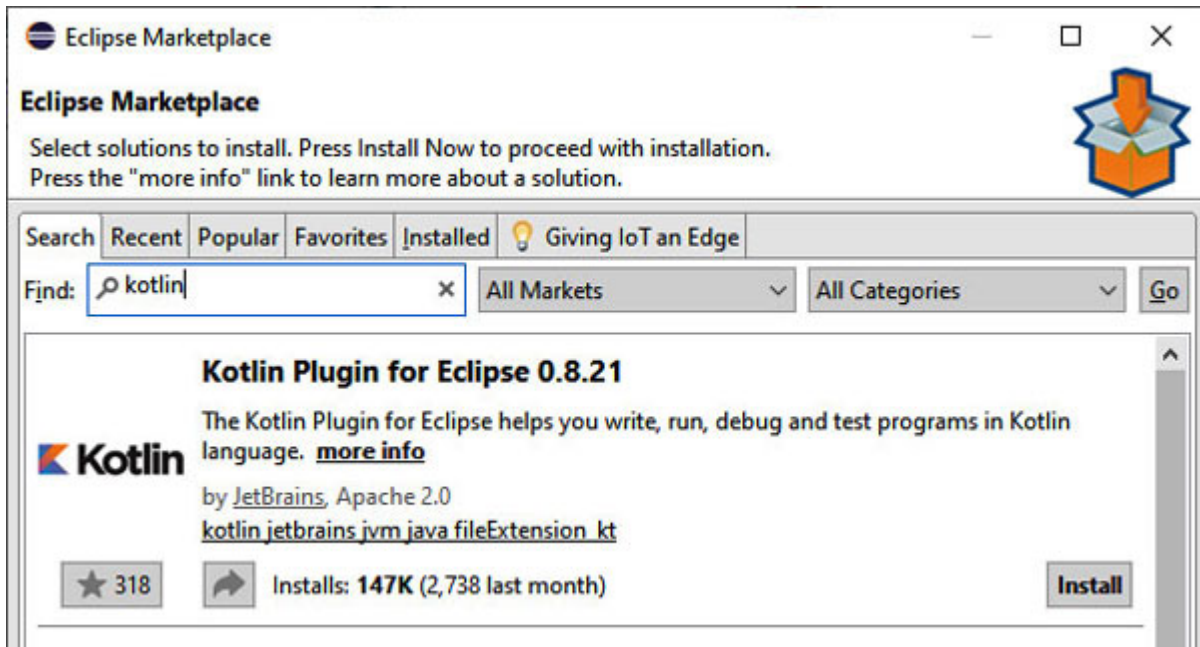 Eclipse Marketplace
Eclipse Marketplace
Select solutions to install. Press Install Now to proceed with installation.
Press the "more info" link to learn more about a solution.
Search Recent Popular Favorites Installed Giving IoT an Edge
Find: kotlin All Markets All Categories Go
Kotlin Plugin for Eclipse 0.8.21
The Kotlin Plugin for Eclipse helps you write, run, debug and test programs in Kotlin
language. more info
Kotlin
by JetBrains, Apache 2.0
kotlin jetbrains jvm java fileExtension_kt
318 Installs: 147K (2,738 last month) Install